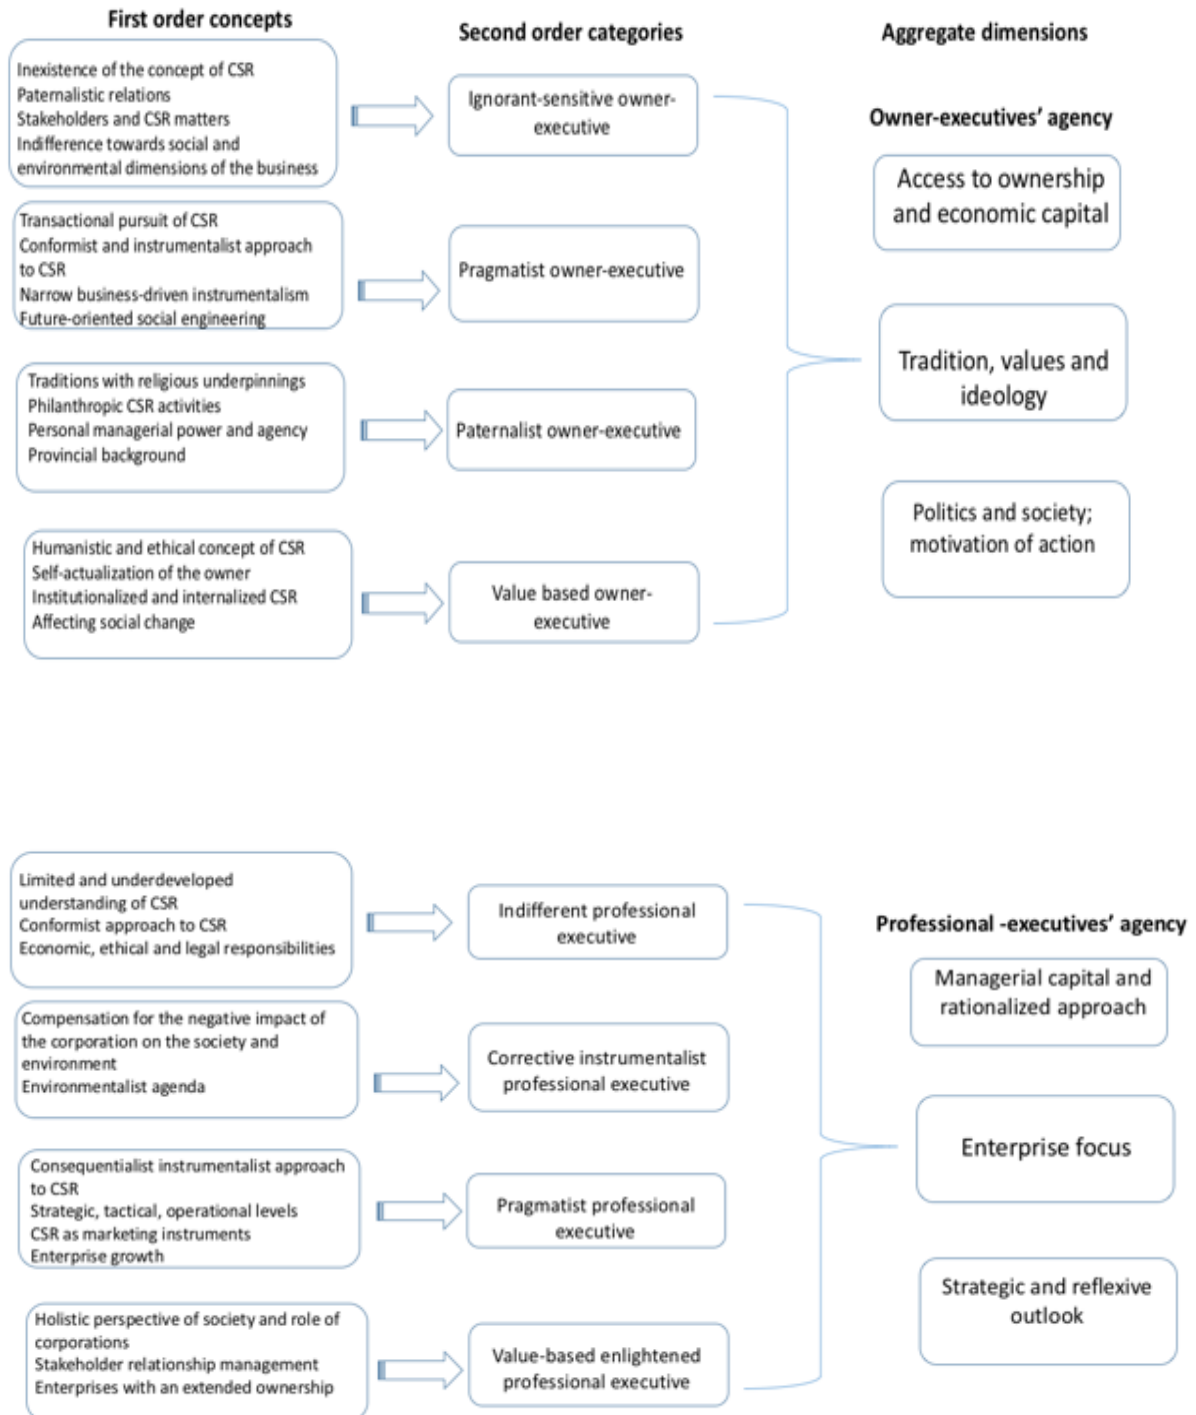 First order concepts
Second order categories
Aggregate dimensions
Inexistence of the concept of CSR
Paternalistic relations
Stakeholders and CSR matters
Indifference towards social and
environmental dimensions of the business
Ignorant-sensitive owner-
executive
Owner-executives’ agency
Access to ownership
and economic capital
Transactional pursuit of CSR
Conformist and instrumentalist approach
to CSR
Narrow business-driven instrumentalism
Future-oriented social engineering
Pragmatist owner-executive
Tradition, values and
ideology
Traditions with religious underpinnings
Philanthropic CSR activities
Personal managerial power and agency
Provincial background
Paternalist owner-executive
Politics and society;
motivation of action
Humanistic and ethical concept of CSR
Self-actualization of the owner
Institutionalized and internalized CSR
Affecting social change
Value based owner-
executive
Limited and underdeveloped
understanding of CSR
Conformist approach to CSR
Economic, ethical and legal responsibilities
Indifferent professional
executive
Professional -executives’ agency
Managerial capital and
rationalized approach
Compensation for the negative impact of
the corporation on the society and
environment
Environmentalist agenda
Corrective instrumentalist
professional executive
Enterprise focus
Consequentialist instrumentalist approach
to CSR
Strategic, tactical, operational levels
CSR as marketing instruments
Enterprise growth
Pragmatist professional
executive
Strategic and reflexive
outlook
Holistic perspective of society and role of
corporations
Stakeholder relationship management
Enterprises with an extended ownership
Value-based enlightened
professional executive